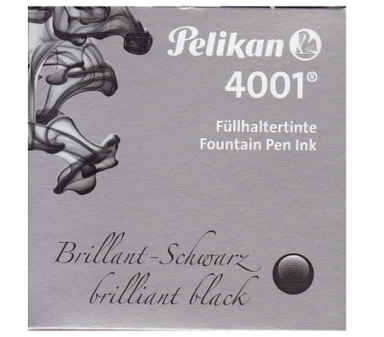 Pelikan
4001®
Füllhaltertinte
Fountain Pen Ink
Brillant-Schwarz
brilliant black